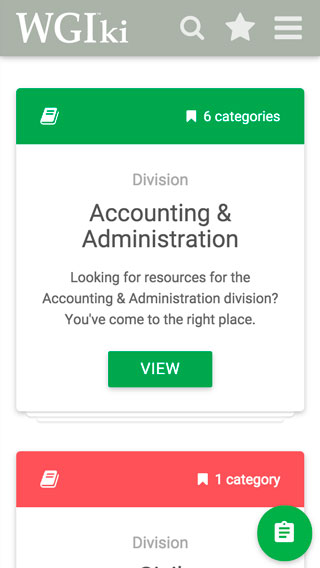 WGIki
6 categories
Division
Accounting &
Administration
Looking for resources for the
Accounting & Administration division?
You've come to the right place.
VIEW
1 category
Division